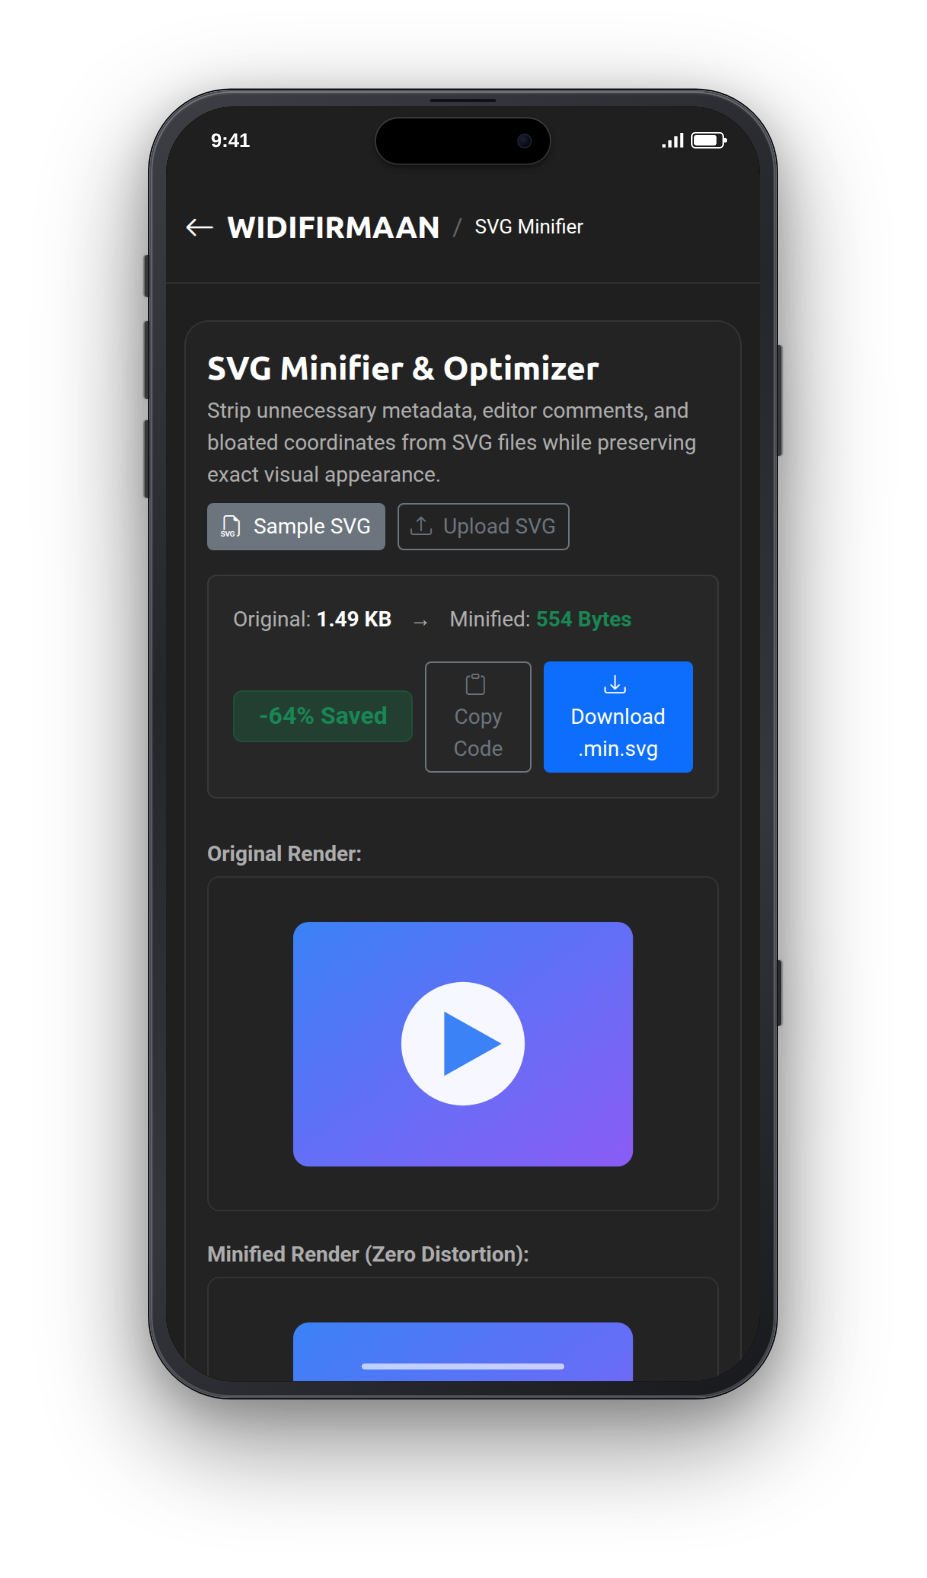 9:41
WIDIFIRMAAN / SVG Minifier
SVG Minifier & Optimizer
Strip unnecessary metadata, editor comments, and
bloated coordinates from SVG files while preserving
exact visual appearance.
SVG Sample SVG Upload SVG
Original: 1.49 KB → Minified: 554 Bytes
-64% Saved
Copy
Code
Download
.min.svg
Original Render:
Minified Render (Zero Distortion):